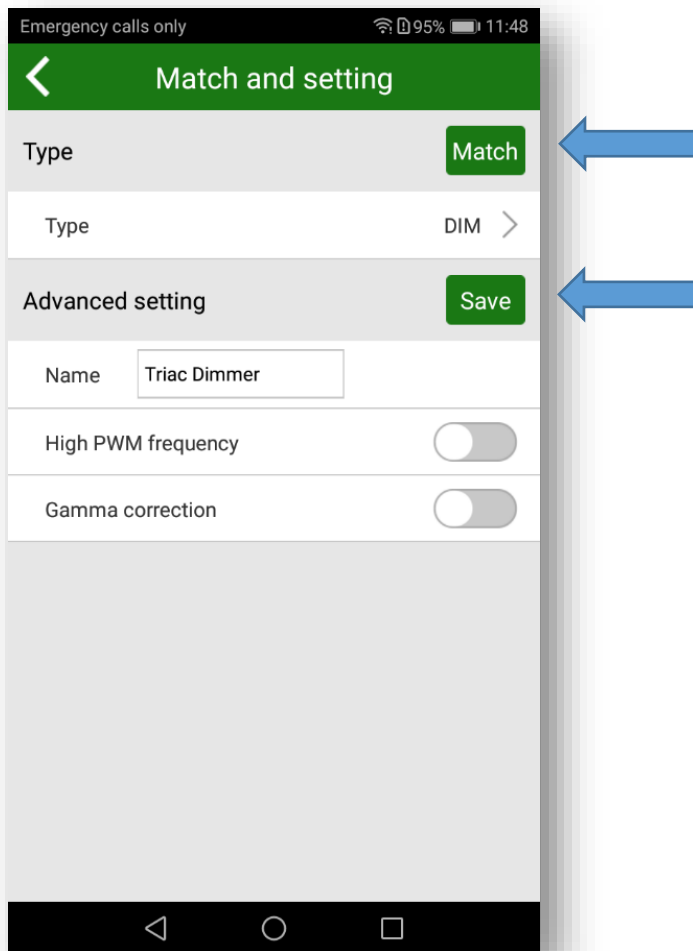 Emergency calls only 95% 11:48
Match and setting
Type Match
Type DIM
Advanced setting Save
Name Triac Dimmer
High PWM frequency
Gamma correction